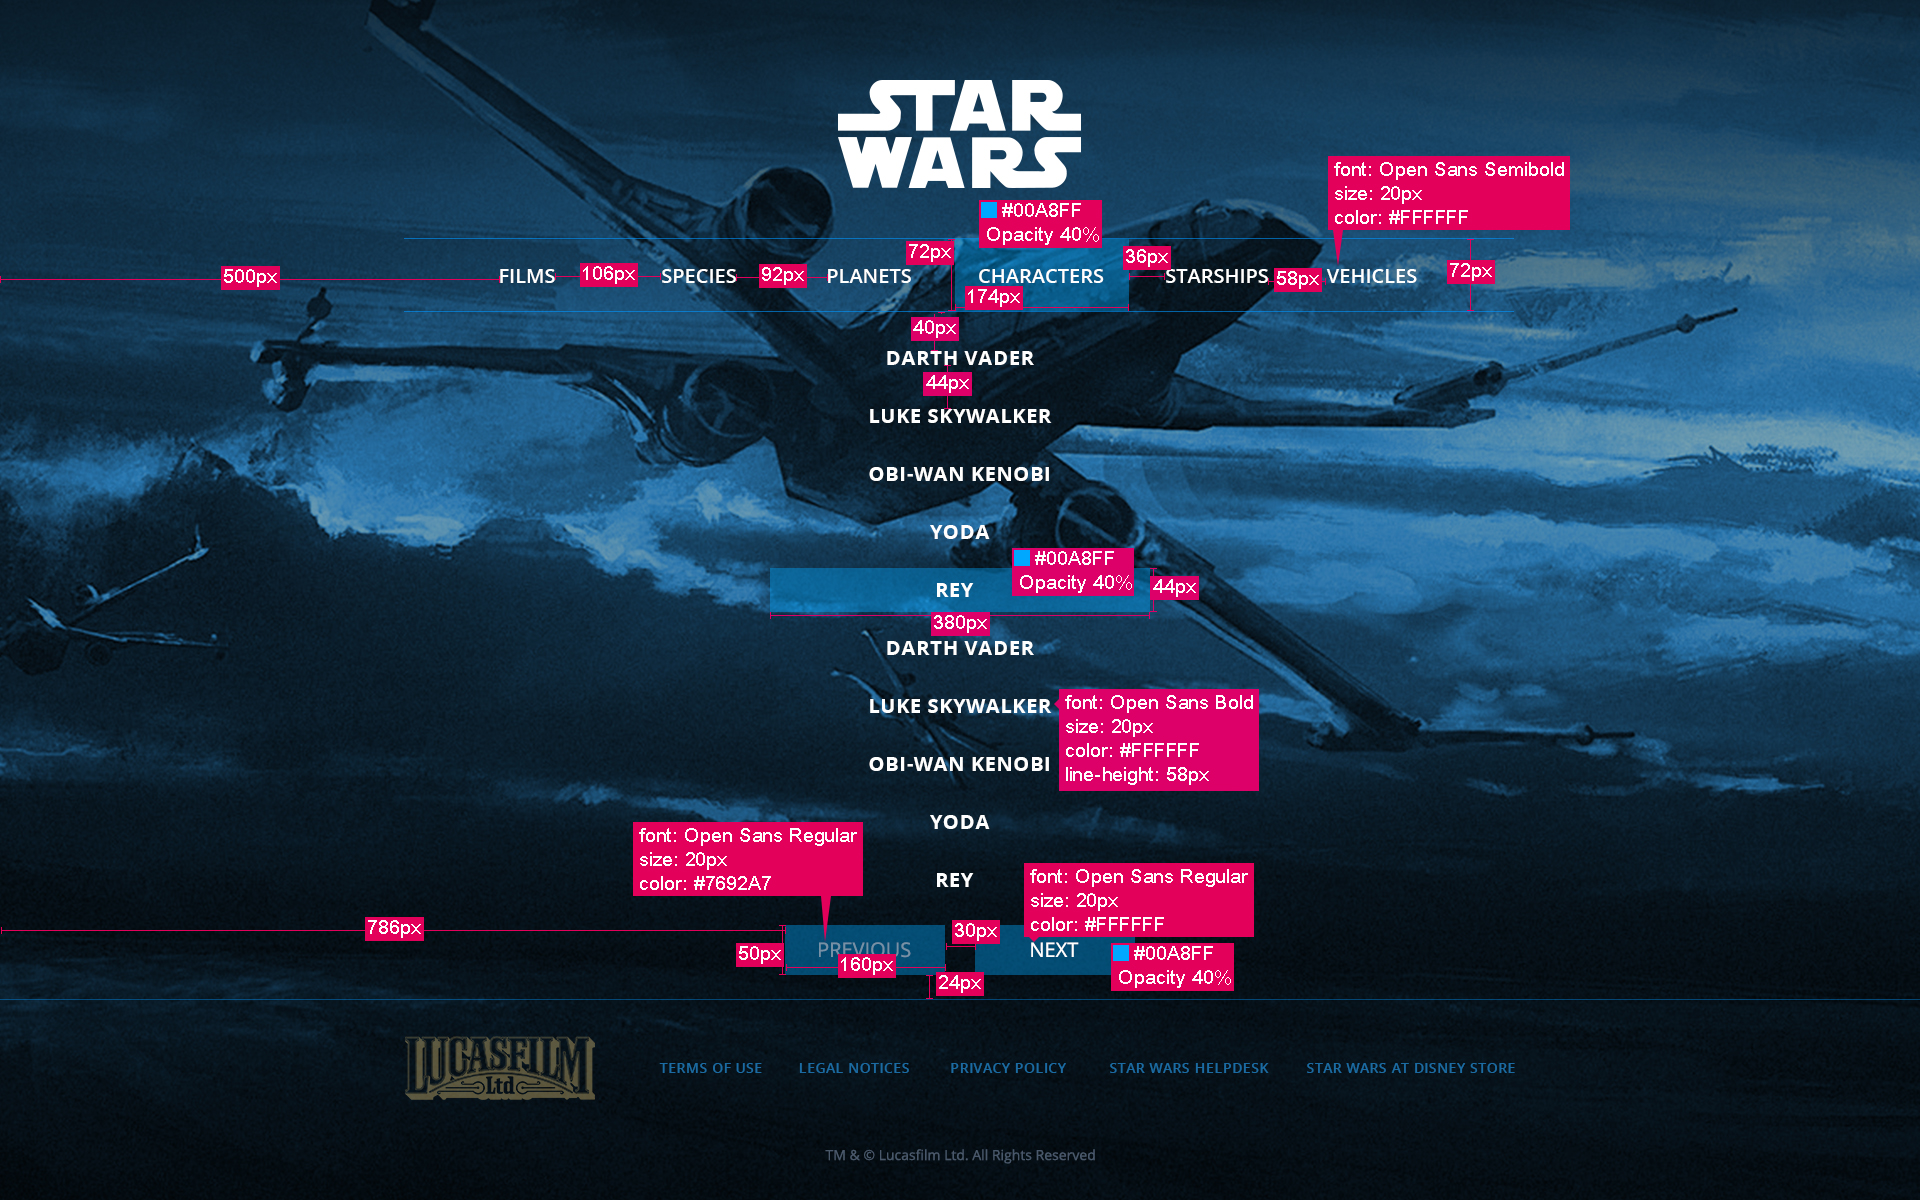 STAR
WARS
font: Open Sans Semibold
size: 20px
color: #FFFFFF
#00A8FF
Opacity 40%
500px
FILMS
106px
SPECIES
92px
PLANETS
72px
CHARACTERS
174px
36px
STARSHIPS
58px
VEHICLES
72px
40px
DARTH VADER
44px
LUKE SKYWALKER
OBI-WAN KENOBI
YODA
#00A8FF
Opacity 40%
REY
44px
380px
DARTH VADER
LUKE SKYWALKER
font: Open Sans Bold
size: 20px
color: #FFFFFF
line-height: 58px
OBI-WAN KENOBI
YODA
font: Open Sans Regular
size: 20px
color: #7692A7
REY
font: Open Sans Regular
size: 20px
color: #FFFFFF
786px
50px
PREVIOUS
160px
30px
NEXT
#00A8FF
Opacity 40%
24px
LUCASFILM
Ltd
TERMS OF USE
LEGAL NOTICES
PRIVACY POLICY
STAR WARS HELPDESK
STAR WARS AT DISNEY STORE
TM & © Lucasfilm Ltd. All Rights Reserved